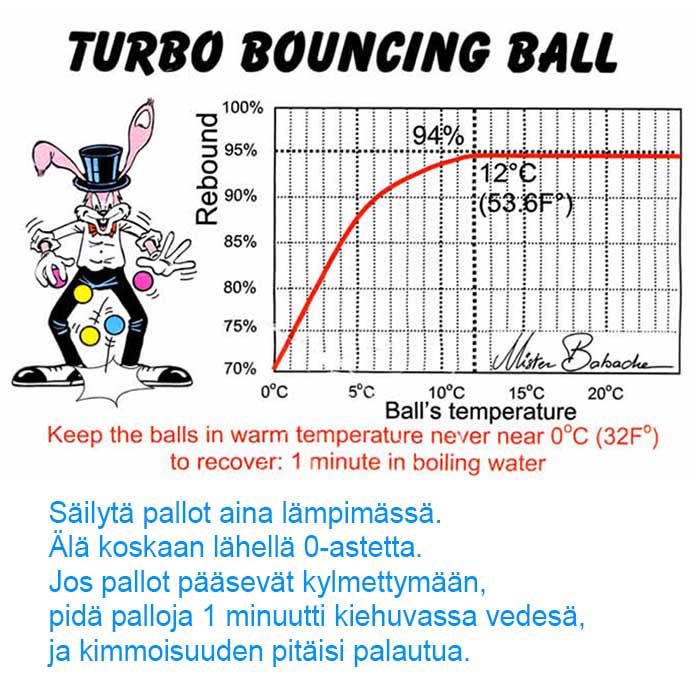 TURBO BOUNCING BALL
Rebound
100%
95%
90%
85%
80%
75%
70%
94%
12°C
(53.6F°)
Mister Babache
0°C 5°C 10°C 15°C 20°C
Ball's temperature
Keep the balls in warm temperature never near 0°C (32F°)
to recover: 1 minute in boiling water
Säilytä pallot aina lämpimässä.
Älä koskaan lähellä 0-astetta.
Jos pallot pääsevät kylmettymään,
pidä palloja 1 minuutti kiehuvassa vedesä,
ja kimmoisuuden pitäisi palautua.